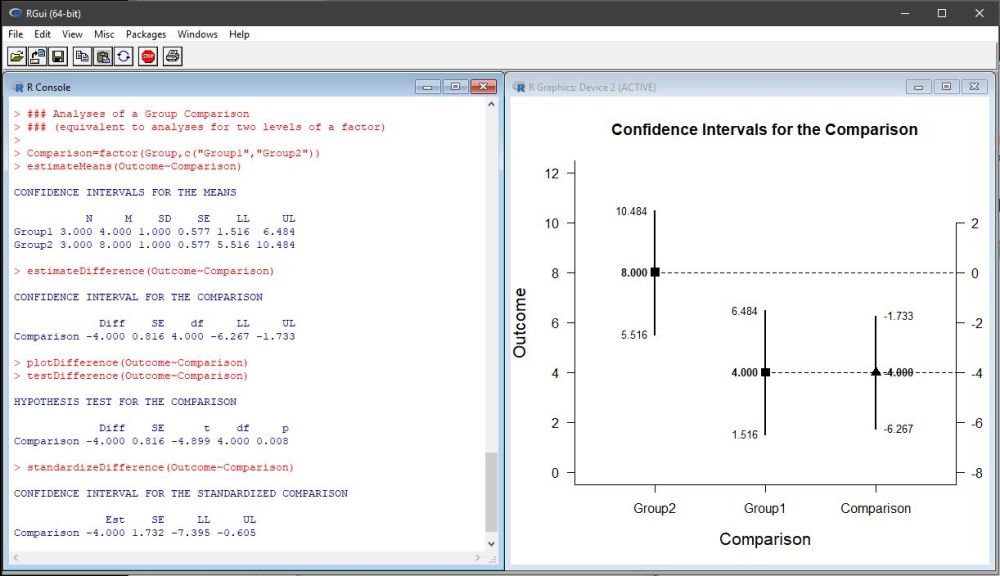 RGui (64-bit)
File Edit View Misc Packages Windows Help
STOP
R Console
> ### Analyses of a Group Comparison
> ### (equivalent to analyses for two levels of a factor)
>
> Comparison=factor(Group,c("Group1","Group2"))
> estimateMeans(Outcome~Comparison)
CONFIDENCE INTERVALS FOR THE MEANS
N M SD SE LL UL
Group1 3.000 4.000 1.000 0.577 1.516 6.484
Group2 3.000 8.000 1.000 0.577 5.516 10.484
> estimateDifference(Outcome~Comparison)
CONFIDENCE INTERVAL FOR THE COMPARISON
Diff SE df LL UL
Comparison -4.000 0.816 4.000 -6.267 -1.733
> plotDifference(Outcome~Comparison)
> testDifference(Outcome~Comparison)
HYPOTHESIS TEST FOR THE COMPARISON
Diff SE t df p
Comparison -4.000 0.816 -4.899 4.000 0.008
> standardizeDifference(Outcome~Comparison)
CONFIDENCE INTERVAL FOR THE STANDARDIZED COMPARISON
Est SE LL UL
Comparison -4.000 1.732 -7.395 -0.605
R Graphics: Device 2 (ACTIVE)
Confidence Intervals for the Comparison
12
10
8
6
4
2
0
Outcome
10.484
8.000
5.516
6.484
4.000
1.516
-1.733
-4.000
-6.267
2
0
-2
-4
-6
-8
Group2 Group1 Comparison
Comparison